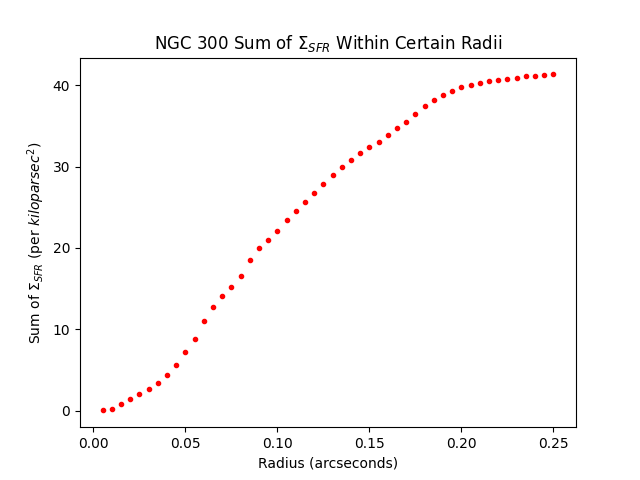 NGC 300 Sum of Σ_SFR Within Certain Radii
40
30
20
10
0
Sum of Σ_SFR (per kiloparsec²)
0.00 0.05 0.10 0.15 0.20 0.25
Radius (arcseconds)